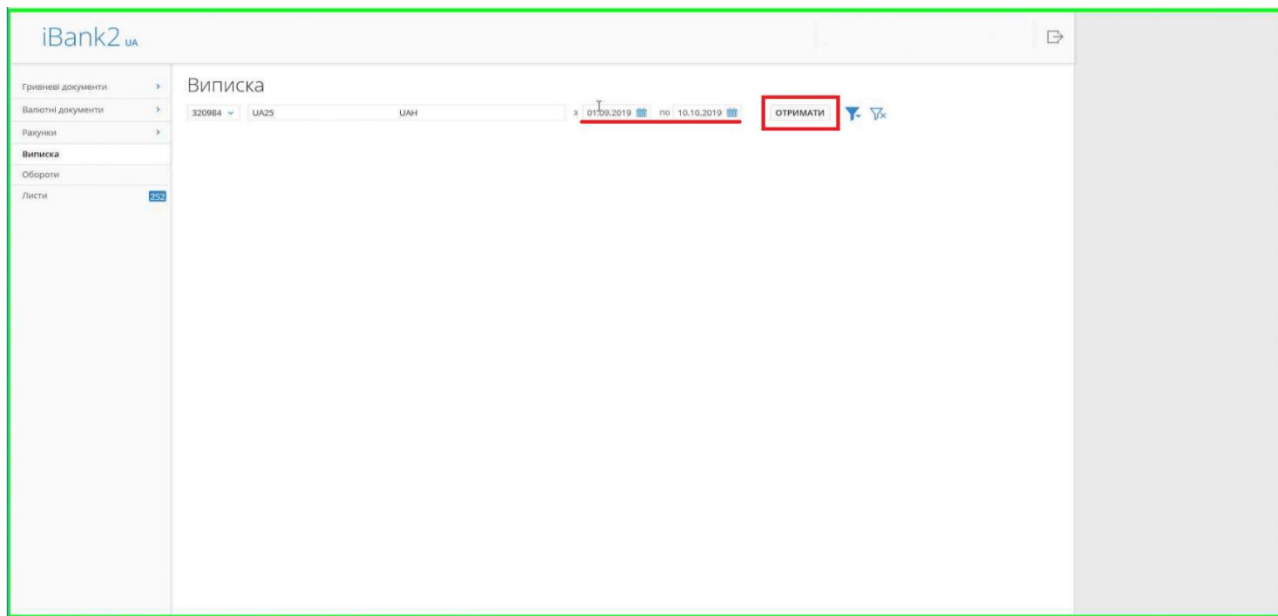 iBank2 UA
Гривневі документи
Валютні документи
Рахунки
Виписка
Обороти
Листи 252
Виписка
320984 UA25 UAH з 01.09.2019 по 10.10.2019 ОТРИМАТИ